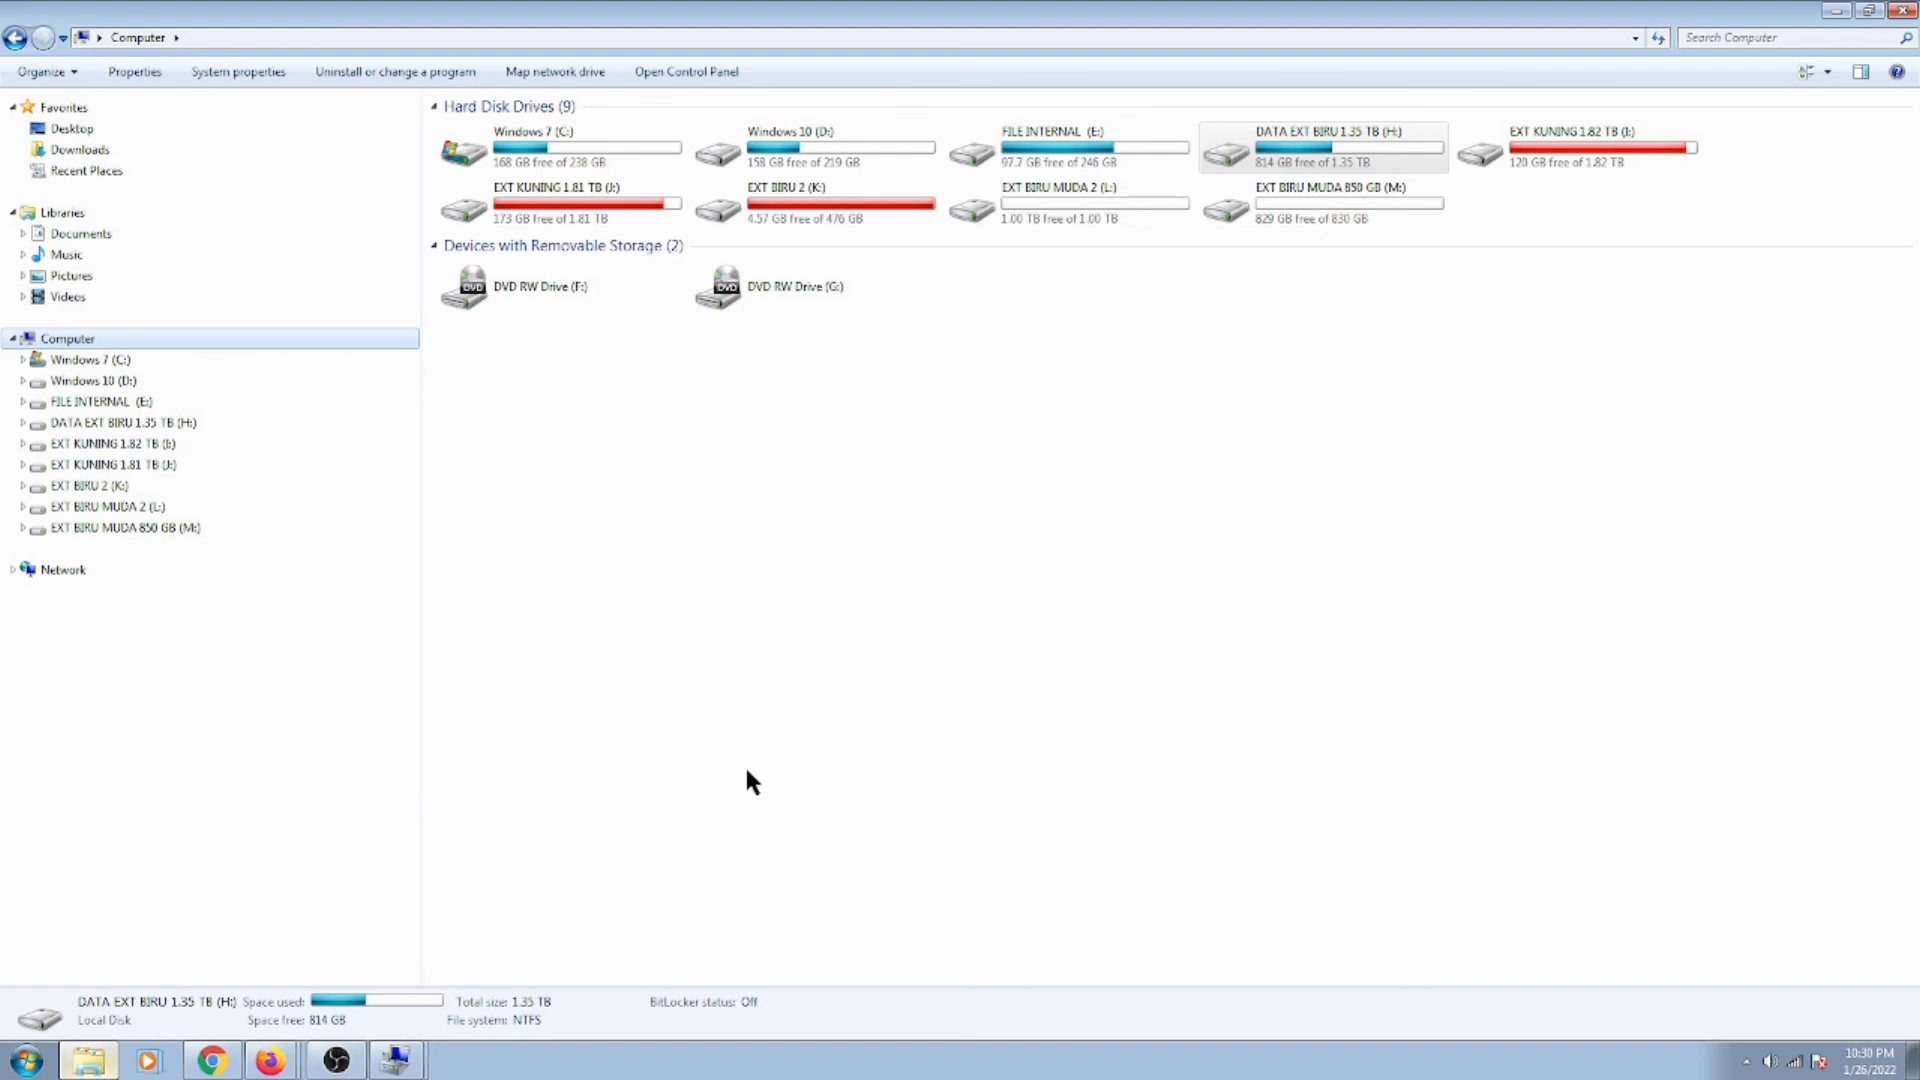 Computer
Search Computer
Organize
Properties
System properties
Uninstall or change a program
Map network drive
Open Control Panel
Favorites
Desktop
Downloads
Recent Places
Libraries
Documents
Music
Pictures
Videos
Computer
Windows 7 (C:)
Windows 10 (D:)
FILE INTERNAL (E:)
DATA EXT BIRU 1.35 TB (H:)
EXT KUNING 1.82 TB (I:)
EXT KUNING 1.81 TB (J:)
EXT BIRU 2 (K:)
EXT BIRU MUDA 2 (L:)
EXT BIRU MUDA 850 GB (M:)
Network
Hard Disk Drives (9)
Windows 7 (C:)
168 GB free of 238 GB
Windows 10 (D:)
158 GB free of 219 GB
FILE INTERNAL (E:)
97.7 GB free of 246 GB
DATA EXT BIRU 1.35 TB (H:)
814 GB free of 1.35 TB
EXT KUNING 1.82 TB (I:)
120 GB free of 1.82 TB
EXT KUNING 1.81 TB (J:)
173 GB free of 1.81 TB
EXT BIRU 2 (K:)
4.57 GB free of 476 GB
EXT BIRU MUDA 2 (L:)
1.00 TB free of 1.00 TB
EXT BIRU MUDA 850 GB (M:)
829 GB free of 830 GB
Devices with Removable Storage (2)
DVD
DVD RW Drive (F:)
DVD
DVD RW Drive (G:)
DATA EXT BIRU 1.35 TB (H:) Space used: Total size: 1.35 TB BitLocker status: Off
Local Disk Space free: 814 GB File system: NTFS
10:30 PM
1/26/2022